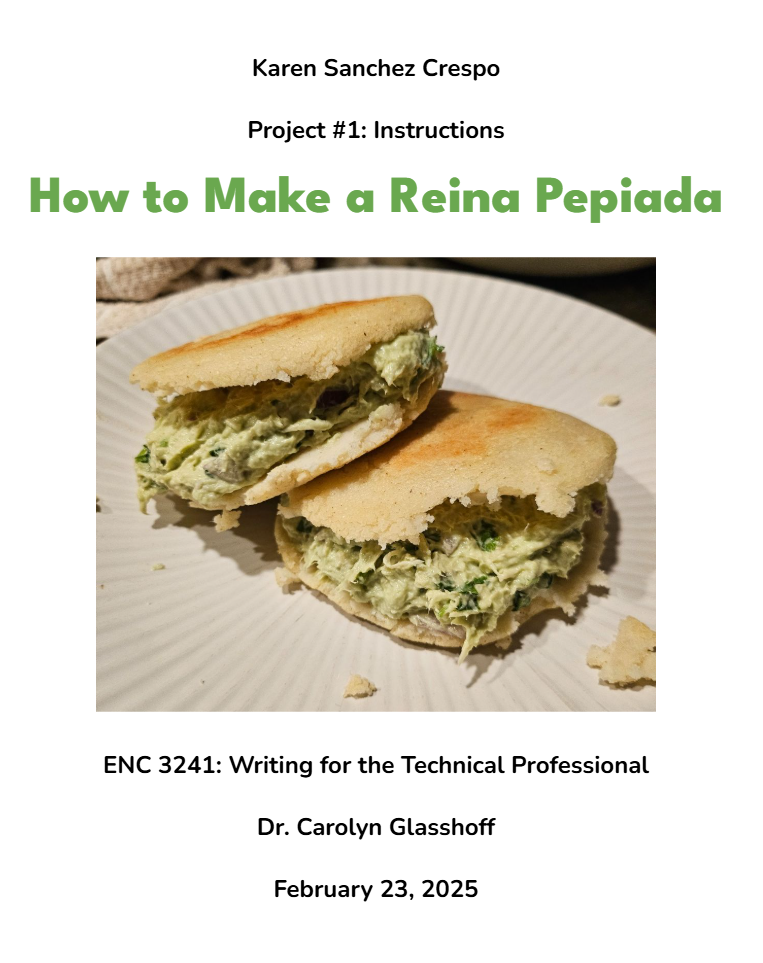 Karen Sanchez Crespo
Project #1: Instructions
How to Make a Reina Pepiada
ENC 3241: Writing for the Technical Professional
Dr. Carolyn Glasshoff
February 23, 2025